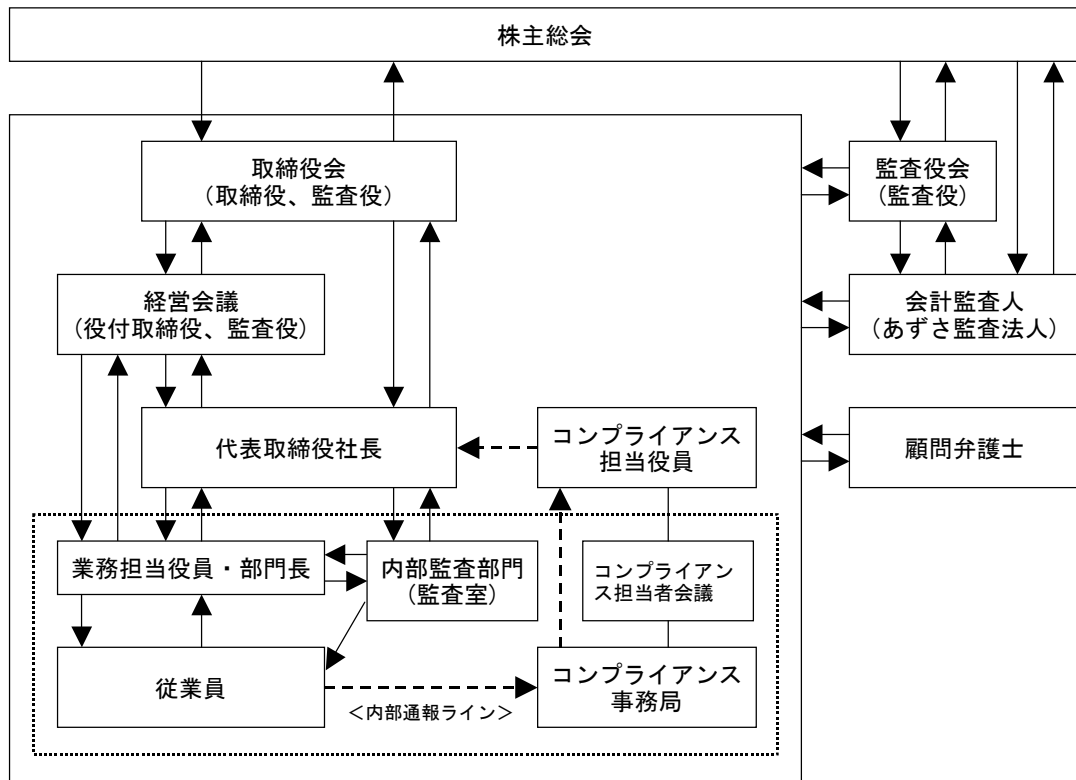 株主総会
取締役会
（取締役、監査役）
監査役会
（監査役）
経営会議
（役付取締役、監査役）
会計監査人
（あずさ監査法人）
代表取締役社長
コンプライアンス
担当役員
顧問弁護士
業務担当役員・部門長
内部監査部門
（監査室）
コンプライアン
ス担当者会議
従業員
コンプライアンス
事務局
＜内部通報ライン＞